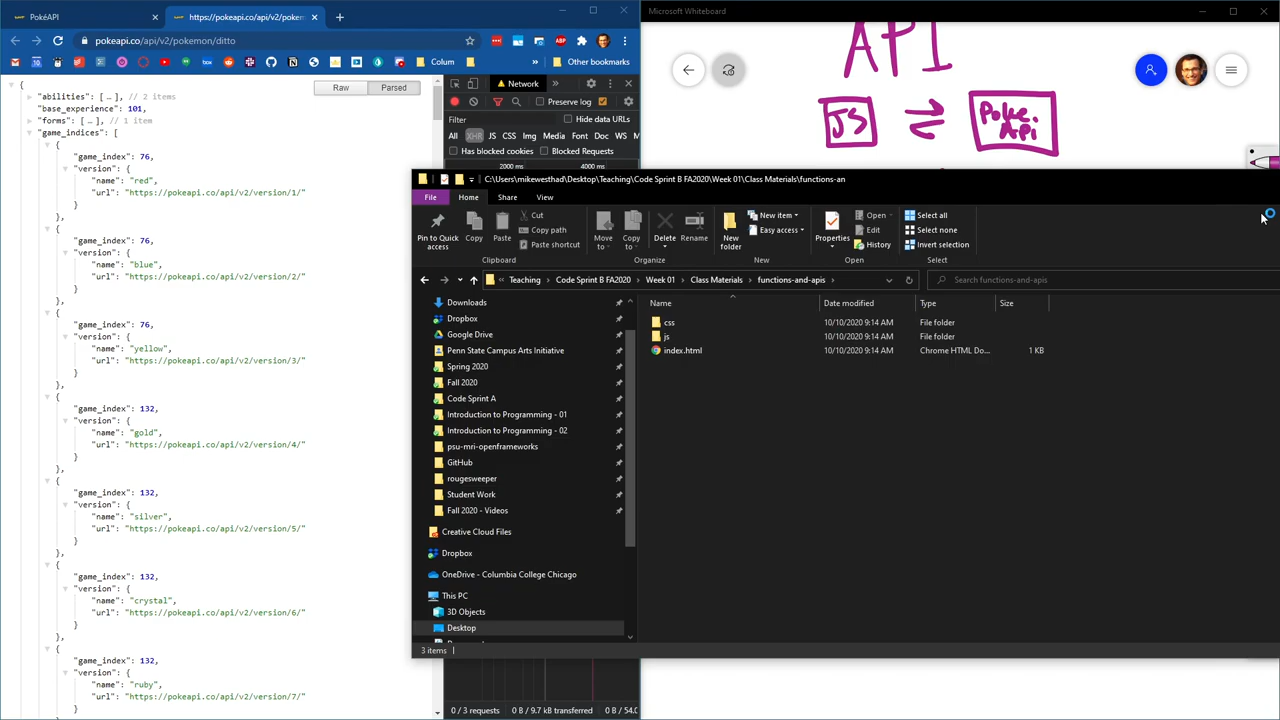 PokéAPI
https://pokeapi.co/api/v2/pokem
pokeapi.co/api/v2/pokemon/ditto
Colum
Other bookmarks
Raw
Parsed
{
"abilities": [ … ], // 2 items
"base_experience": 101,
"forms": [ … ], // 1 item
"game_indices": [
{
"game_index": 76,
"version": {
"name": "red",
"url": "https://pokeapi.co/api/v2/version/1/"
}
},
{
"game_index": 76,
"version": {
"name": "blue",
"url": "https://pokeapi.co/api/v2/version/2/"
}
},
{
"game_index": 76,
"version": {
"name": "yellow",
"url": "https://pokeapi.co/api/v2/version/3/"
}
},
{
"game_index": 132,
"version": {
"name": "gold",
"url": "https://pokeapi.co/api/v2/version/4/"
}
},
{
"game_index": 132,
"version": {
"name": "silver",
"url": "https://pokeapi.co/api/v2/version/5/"
}
},
{
"game_index": 132,
"version": {
"name": "crystal",
"url": "https://pokeapi.co/api/v2/version/6/"
}
},
{
"game_index": 132,
"version": {
"name": "ruby",
"url": "https://pokeapi.co/api/v2/version/7/"
}
},
Network
Preserve log
Filter
Hide data URLs
All XHR JS CSS Img Media Font Doc WS M
Has blocked cookies
Blocked Requests
2000 ms
4000 ms
0 / 3 requests
0 B / 9.7 kB transferred
0 B / 54.0
Microsoft Whiteboard
API
JS
Poke.
Api
C:\Users\mikewesthad\Desktop\Teaching\Code Sprint B FA2020\Week 01\Class Materials\functions-an
File
Home
Share
View
Pin to Quick access
Copy
Paste
Cut
Copy path
Paste shortcut
Clipboard
Move to
Copy to
Delete
Rename
Organize
New folder
New item
Easy access
New
Properties
Open
Edit
History
Open
Select all
Select none
Invert selection
Select
Teaching
Code Sprint B FA2020
Week 01
Class Materials
functions-and-apis
Search functions-and-apis
Downloads
Dropbox
Google Drive
Penn State Campus Arts Initiative
Spring 2020
Fall 2020
Code Sprint A
Introduction to Programming - 01
Introduction to Programming - 02
psu-mri-openframeworks
GitHub
rougesweeper
Student Work
Fall 2020 - Videos
Creative Cloud Files
Dropbox
OneDrive - Columbia College Chicago
This PC
3D Objects
Desktop
Name
Date modified
Type
Size
css
10/10/2020 9:14 AM
File folder
js
10/10/2020 9:14 AM
File folder
index.html
10/10/2020 9:14 AM
Chrome HTML Do...
1 KB
3 items